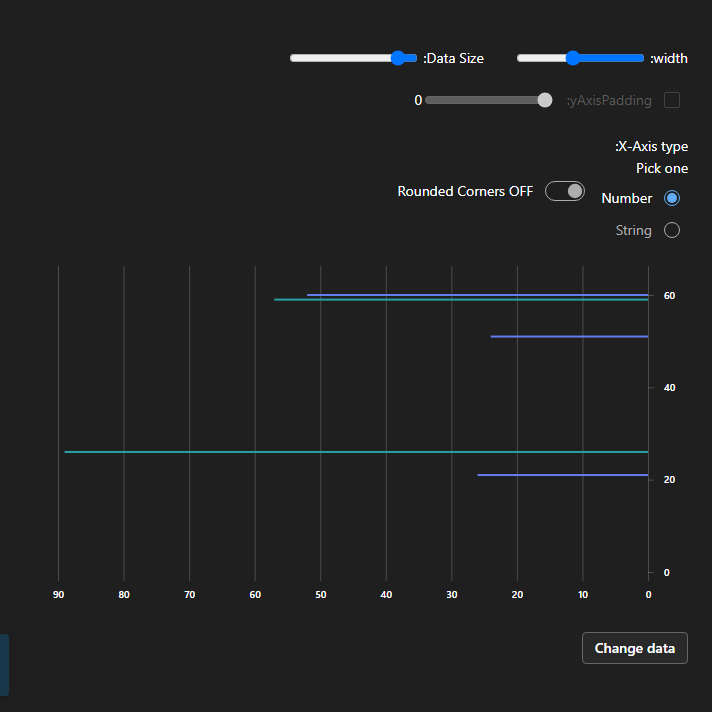 :width
:Data Size
:yAxisPadding
0
:X-Axis type
Pick one
Number
Rounded Corners OFF
String
60
40
20
0
90 80 70 60 50 40 30 20 10 0
Change data